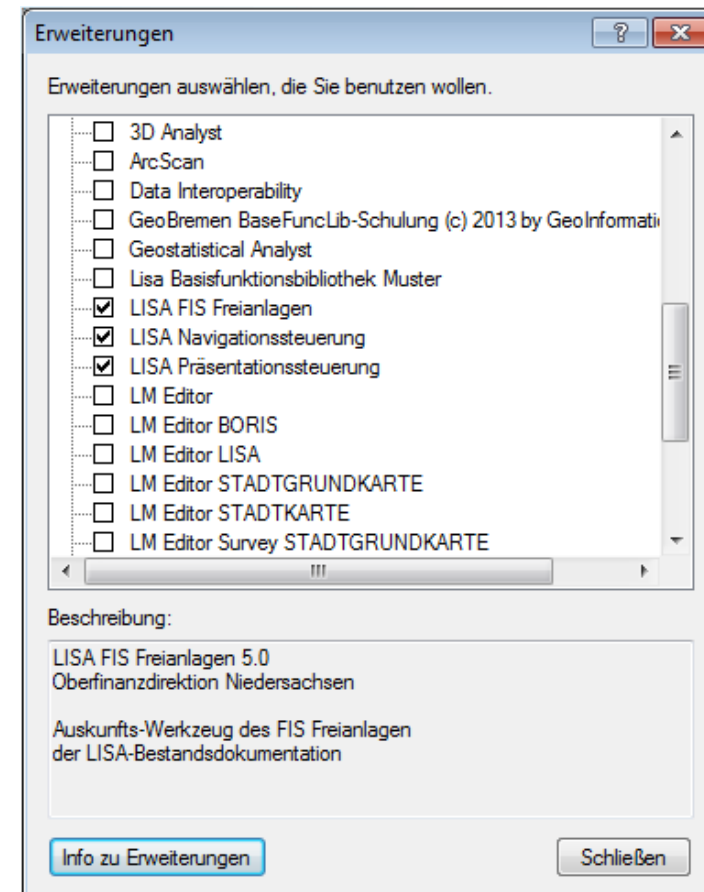 Erweiterungen
Erweiterungen auswählen, die Sie benutzen wollen.
3D Analyst
ArcScan
Data Interoperability
GeoBremen BaseFuncLib-Schulung (c) 2013 by GeoInformati
Geostatistical Analyst
Lisa Basisfunktionsbibliothek Muster
LISA FIS Freianlagen
LISA Navigationssteuerung
LISA Präsentationssteuerung
LM Editor
LM Editor BORIS
LM Editor LISA
LM Editor STADTGRUNDKARTE
LM Editor STADTKARTE
LM Editor Survey STADTGRUNDKARTE
Beschreibung:
LISA FIS Freianlagen 5.0
Oberfinanzdirektion Niedersachsen
Auskunfts-Werkzeug des FIS Freianlagen
der LISA-Bestandsdokumentation
Info zu Erweiterungen Schließen